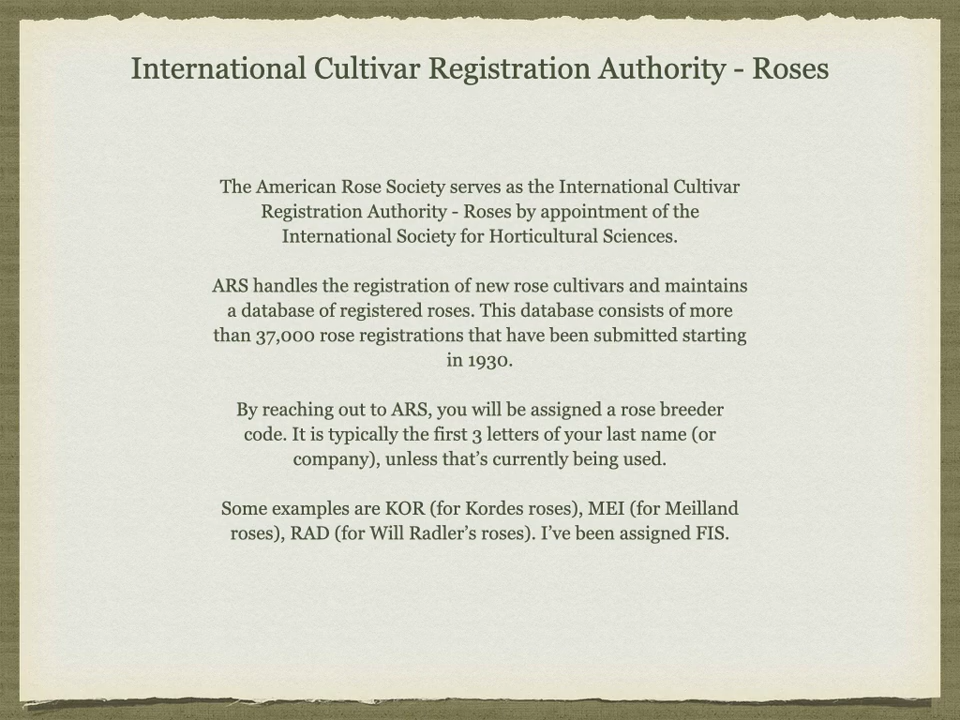 International Cultivar Registration Authority - Roses
The American Rose Society serves as the International Cultivar
Registration Authority - Roses by appointment of the
International Society for Horticultural Sciences.
ARS handles the registration of new rose cultivars and maintains
a database of registered roses. This database consists of more
than 37,000 rose registrations that have been submitted starting
in 1930.
By reaching out to ARS, you will be assigned a rose breeder
code. It is typically the first 3 letters of your last name (or
company), unless that’s currently being used.
Some examples are KOR (for Kordes roses), MEI (for Meilland
roses), RAD (for Will Radler’s roses). I’ve been assigned FIS.